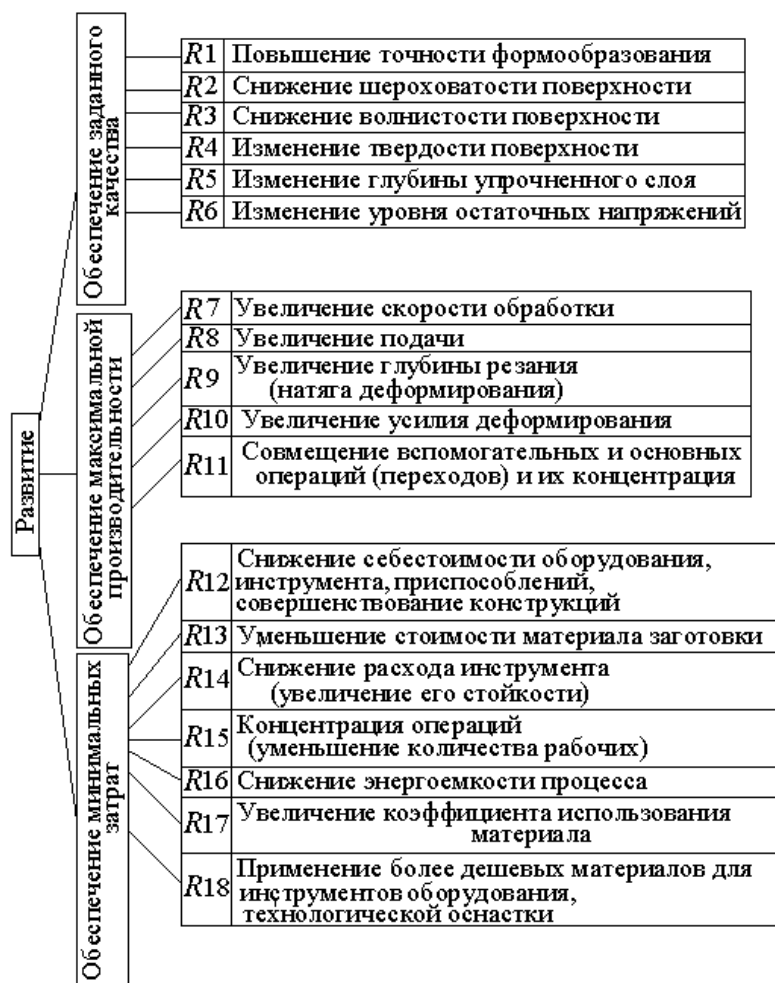 Развитие
Обеспечение заданного
качества
R1 Повышение точности формообразования
R2 Снижение шероховатости поверхности
R3 Снижение волнистости поверхности
R4 Изменение твердости поверхности
R5 Изменение глубины упрочненного слоя
R6 Изменение уровня остаточных напряжений
Обеспечение максимальной
производительности
R7 Увеличение скорости обработки
R8 Увеличение подачи
R9 Увеличение глубины резания
(натяга деформирования)
R10 Увеличение усилия деформирования
R11 Совмещение вспомогательных и основных
операций (переходов) и их концентрация
Обеспечение минимальных
затрат
R12 Снижение себестоимости оборудования,
инструмента, приспособлений,
совершенствование конструкций
R13 Уменьшение стоимости материала заготовки
R14 Снижение расхода инструмента
(увеличение его стойкости)
R15 Концентрация операций
(уменьшение количества рабочих)
R16 Снижение энергоемкости процесса
R17 Увеличение коэффициента использования
материала
R18 Применение более дешевых материалов для
инструментов оборудования,
технологической оснастки